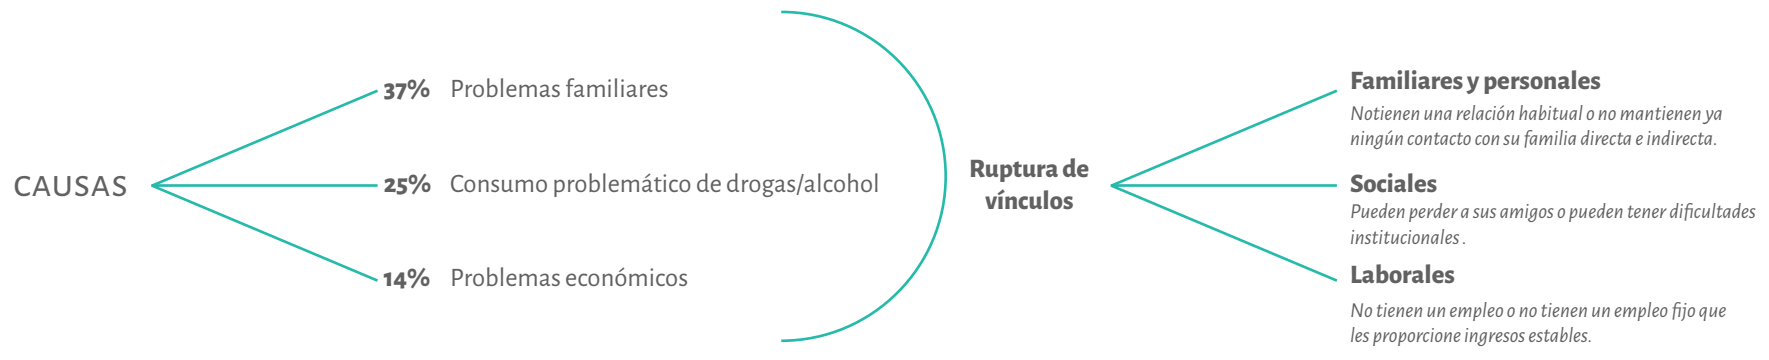 CAUSAS
37% Problemas familiares
25% Consumo problemático de drogas/alcohol
14% Problemas económicos
Ruptura de
vínculos
Familiares y personales
Notienen una relación habitual o no mantienen ya
ningún contacto con su familia directa e indirecta.
Sociales
Pueden perder a sus amigos o pueden tener dificultades
institucionales .
Laborales
No tienen un empleo o no tienen un empleo fijo que
les proporcione ingresos estables.